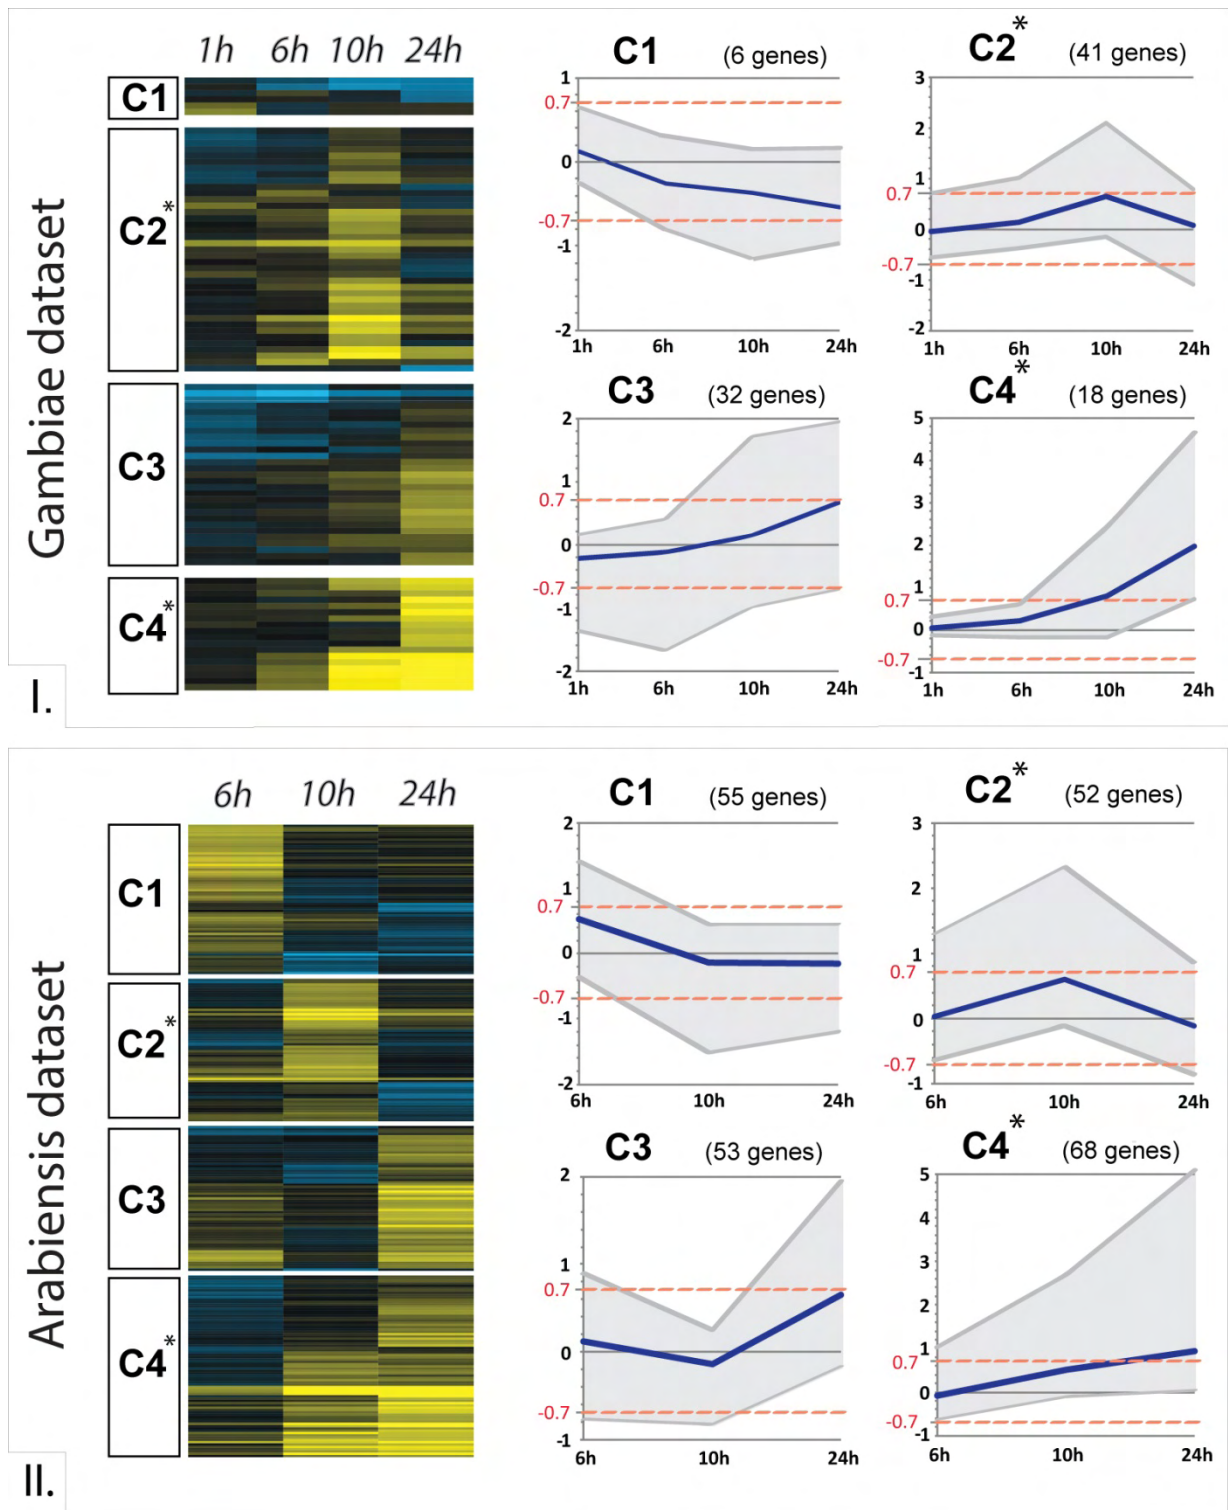 Gambiae dataset
1h 6h 10h 24h
C1
C2*
C3
C4*
C1 (6 genes)
1
0.7
0
-0.7
-1
-2
1h 6h 10h 24h
C2* (41 genes)
3
2
1
0.7
0
-0.7
-1
-2
1h 6h 10h 24h
C3 (32 genes)
2
1
0.7
0
-0.7
-1
-2
1h 6h 10h 24h
C4* (18 genes)
5
4
3
2
1
0.7
0
-0.7
-1
1h 6h 10h 24h
I.
Arabiensis dataset
6h 10h 24h
C1
C2*
C3
C4*
C1 (55 genes)
2
1
0.7
0
-0.7
-1
-2
6h 10h 24h
C2* (52 genes)
3
2
1
0.7
0
-0.7
-1
6h 10h 24h
C3 (53 genes)
2
1
0.7
0
-0.7
-1
6h 10h 24h
C4* (68 genes)
5
4
3
2
1
0.7
0
-0.7
-1
6h 10h 24h
II.